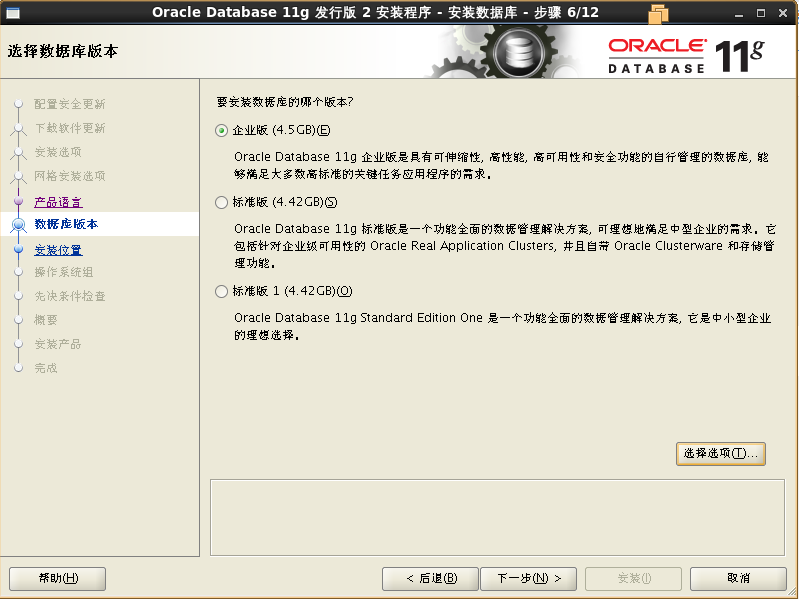 Oracle Database 11g 发行版 2 安装程序 - 安装数据库 - 步骤 6/12
选择数据库版本
ORACLE
DATABASE
11g
配置安全更新
下载软件更新
安装选项
网格安装选项
产品语言
数据库版本
安装位置
操作系统组
先决条件检查
概要
安装产品
完成
要安装数据库的哪个版本?
企业版 (4.5GB)(E)
Oracle Database 11g 企业版是具有可伸缩性, 高性能, 高可用性和安全功能的自行管理的数据库, 能
够满足大多数高标准的关键任务应用程序的需求。
标准版 (4.42GB)(S)
Oracle Database 11g 标准版是一个功能全面的数据管理解决方案, 可理想地满足中型企业的需求。它
包括针对企业级可用性的 Oracle Real Application Clusters, 并且自带 Oracle Clusterware 和存储管
理功能。
标准版 1 (4.42GB)(O)
Oracle Database 11g Standard Edition One 是一个功能全面的数据管理解决方案, 它是中小型企业
的理想选择。
选择选项(T)...
帮助(H)
< 后退(B)
下一步(N) >
安装(I)
取消